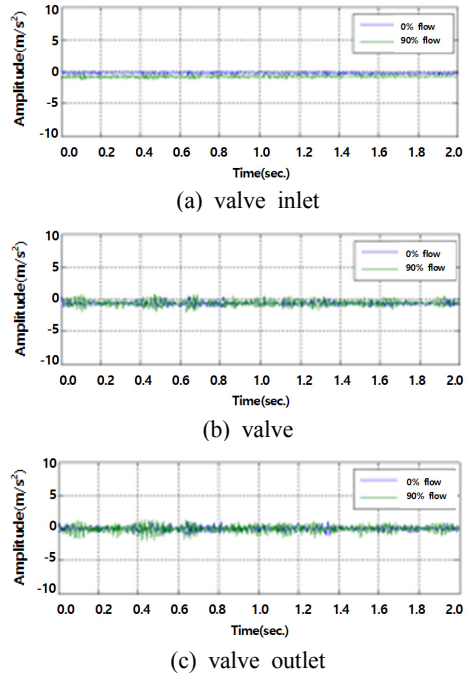 10
5
0
-5
-10
Amplitude(m/s²)
0% flow
90% flow
0.0 0.2 0.4 0.6 0.8 1.0 1.2 1.4 1.6 1.8 2.0
Time(sec.)
(a) valve inlet
10
5
0
-5
-10
Amplitude(m/s²)
0% flow
90% flow
0.0 0.2 0.4 0.6 0.8 1.0 1.2 1.4 1.6 1.8 2.0
Time(sec.)
(b) valve
10
5
0
-5
-10
Amplitude(m/s²)
0% flow
90% flow
0.0 0.2 0.4 0.6 0.8 1.0 1.2 1.4 1.6 1.8 2.0
Time(sec.)
(c) valve outlet